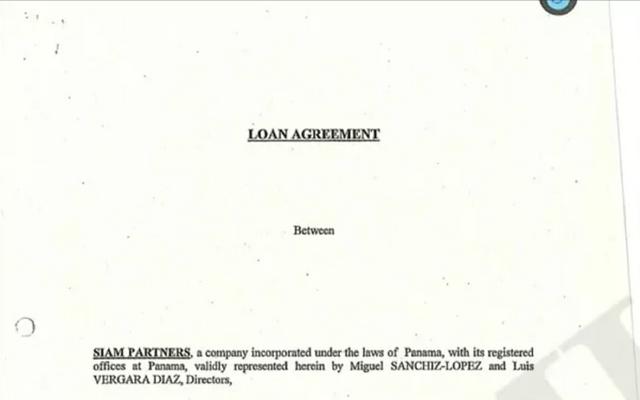 LOAN AGREEMENT
Between
SIAM PARTNERS, a company incorporated under the laws of Panama, with its registered
offices at Panama, validly represented herein by Miguel SANCHIZ-LOPEZ and Luis
VERGARA DIAZ, Directors,